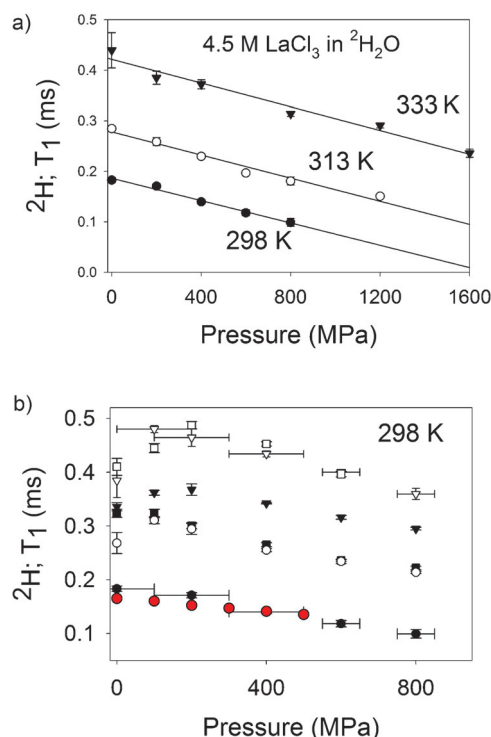 a)
4.5 M LaCl3 in ²H2O
²H; T1 (ms)
0.5
0.4
0.3
0.2
0.1
0.0
333 K
313 K
298 K
0 400 800 1200 1600
Pressure (MPa)
b)
298 K
²H; T1 (ms)
0.5
0.4
0.3
0.2
0.1
0 400 800
Pressure (MPa)